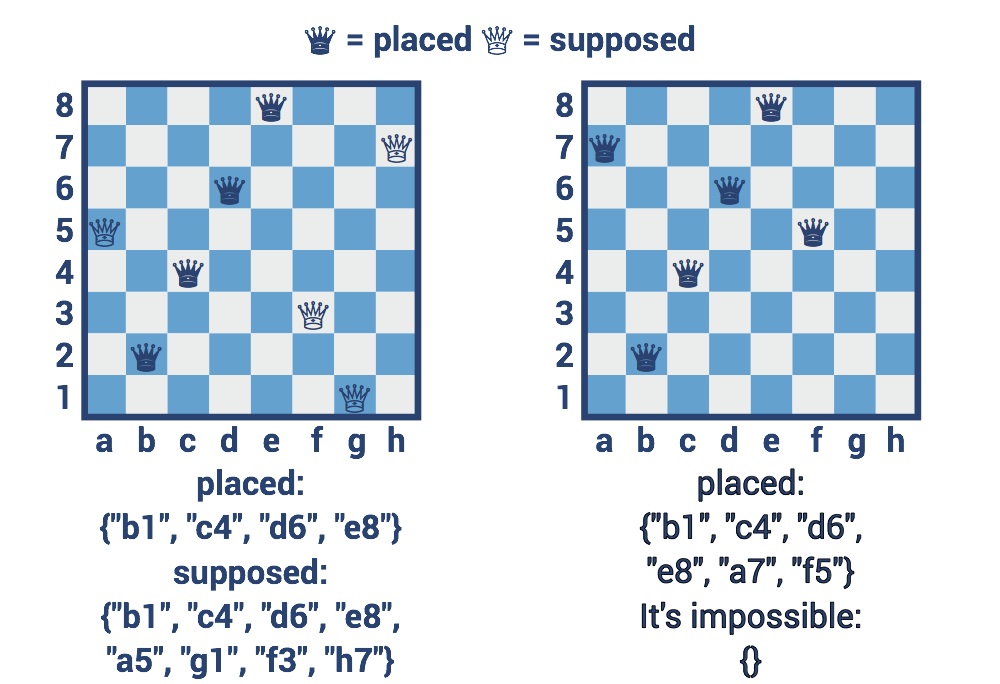 = placed = supposed
8 8
7 7
6 6
5 5
4 4
3 3
2 2
1 1
a b c d e f g h a b c d e f g h
placed:
{"b1", "c4", "d6", "e8"}
supposed:
{"b1", "c4", "d6", "e8",
"a5", "g1", "f3", "h7"}
placed:
{"b1", "c4", "d6",
"e8", "a7", "f5"}
It's impossible:
{}